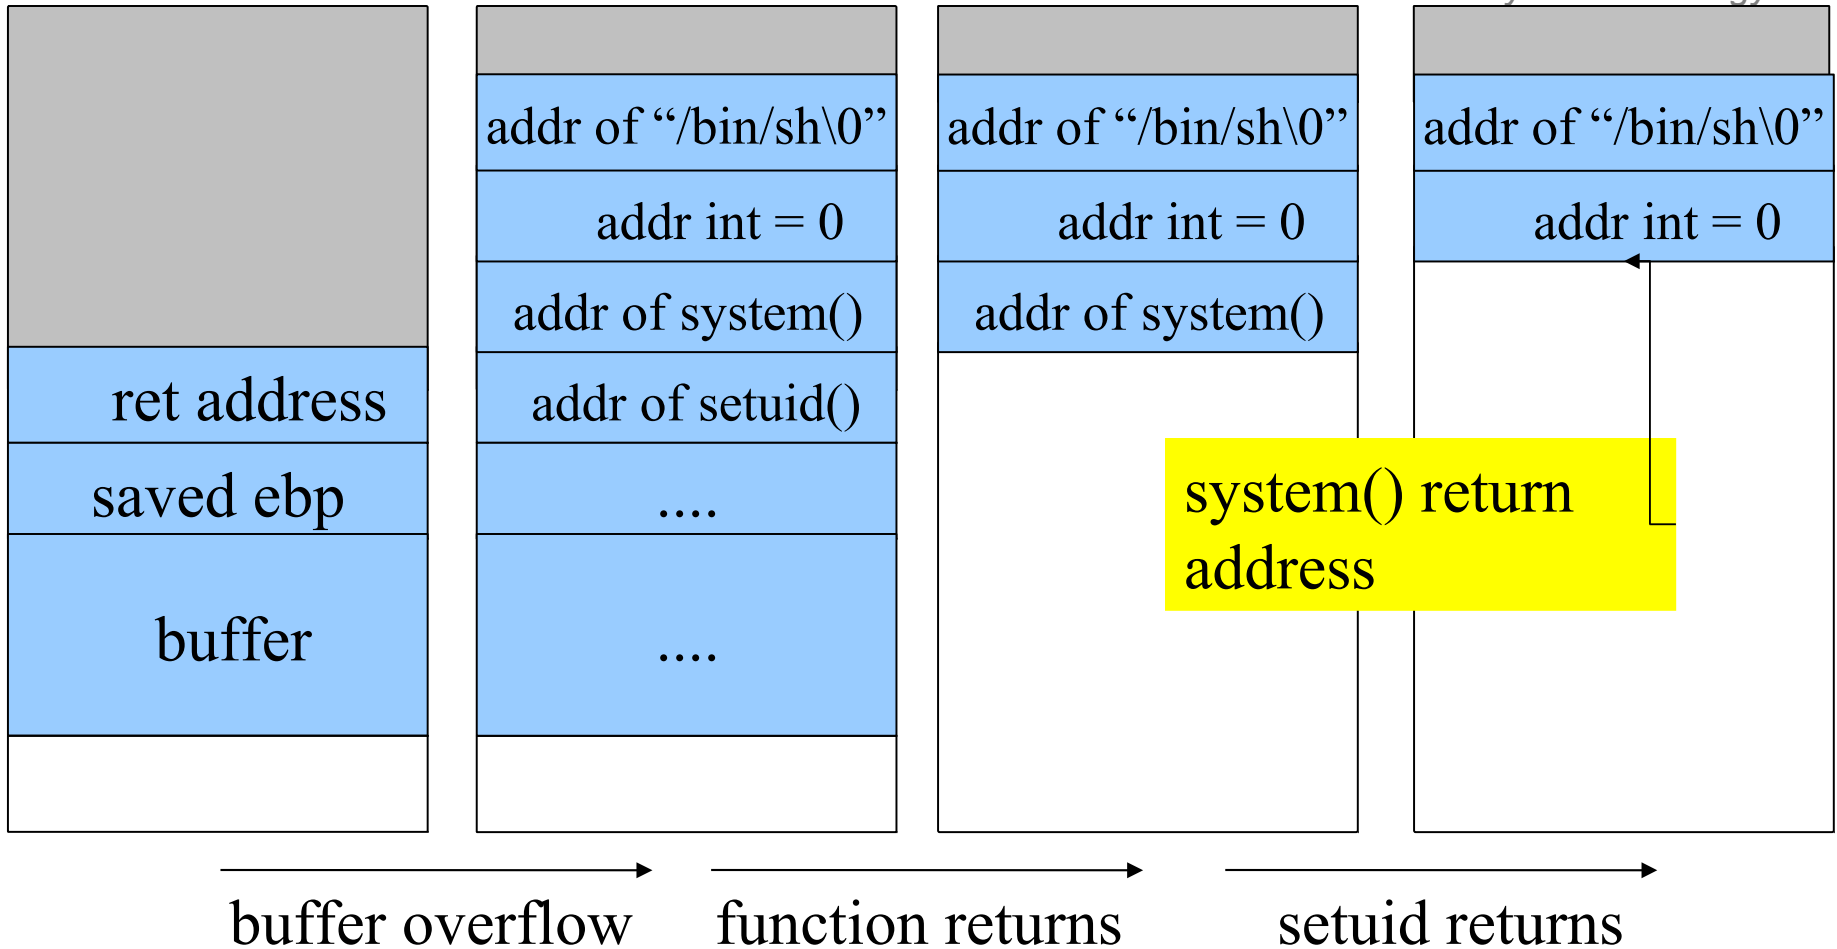 addr of “/bin/sh\0”
addr int = 0
addr of system()
addr of setuid()
....
....
ret address
saved ebp
buffer
addr of “/bin/sh\0”
addr int = 0
addr of system()
addr of “/bin/sh\0”
addr int = 0
system() return
address
buffer overflow
function returns
setuid returns